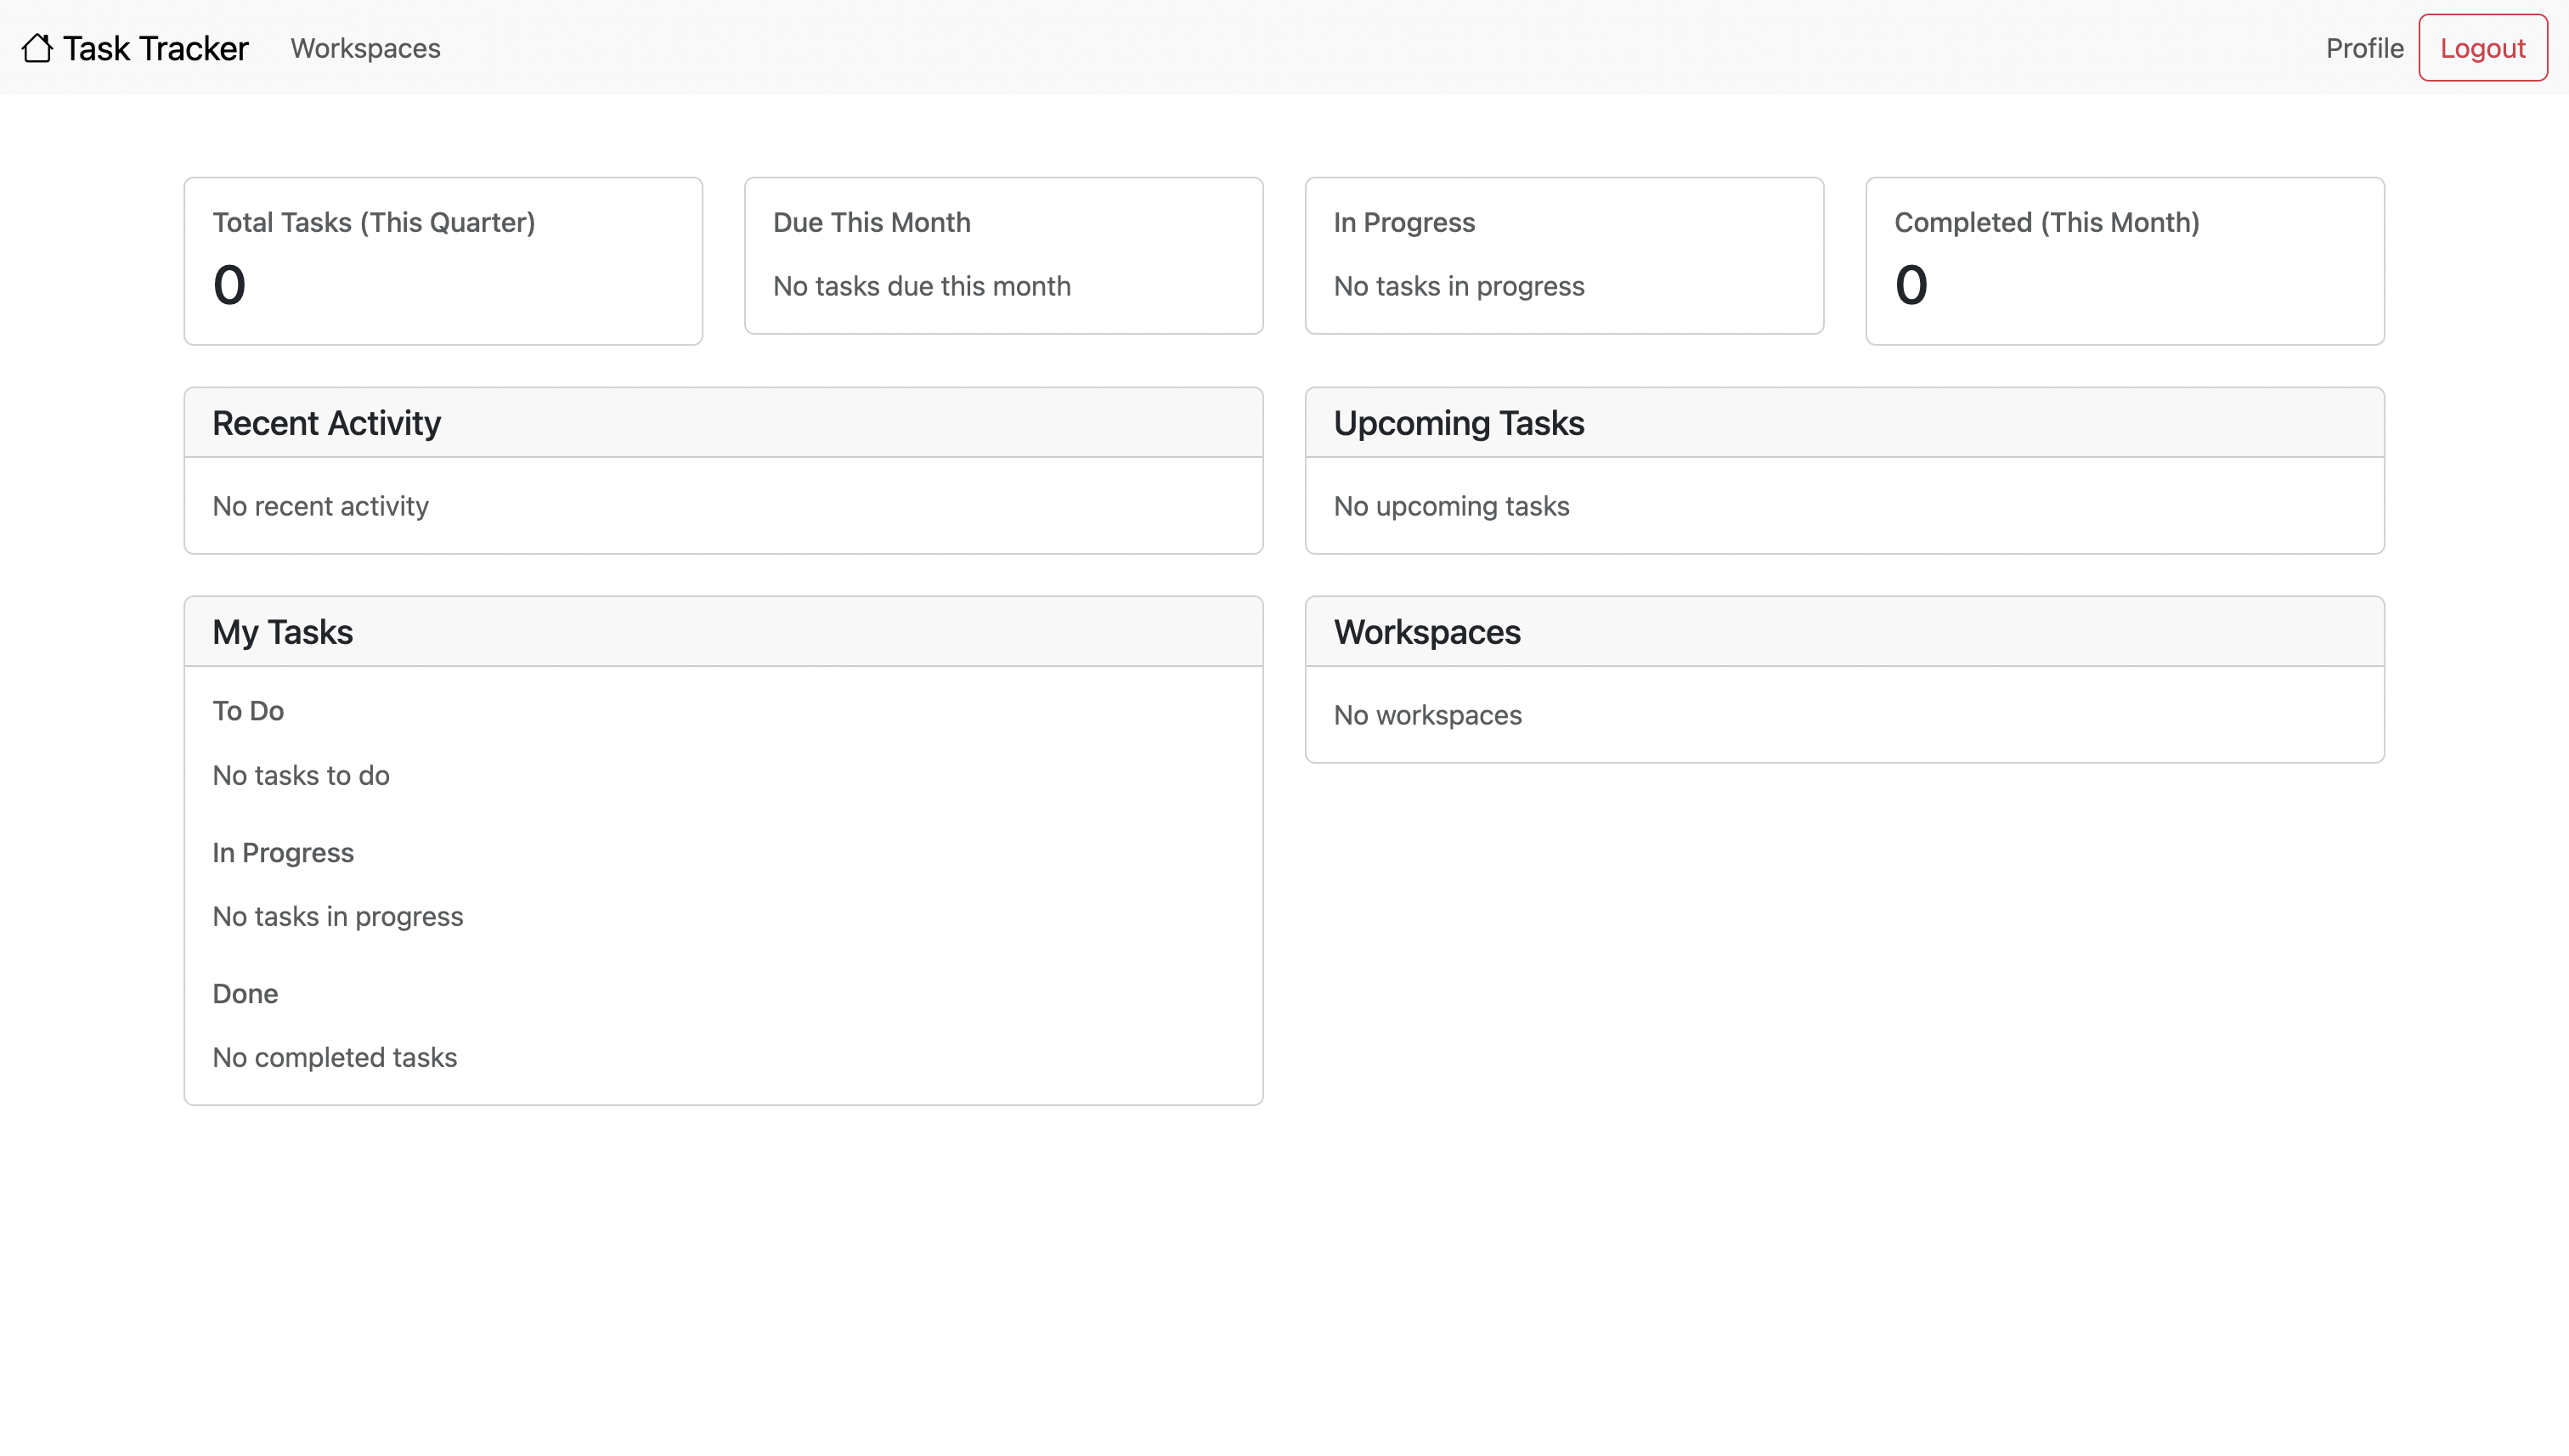 Task Tracker Workspaces Profile Logout
Total Tasks (This Quarter)
0
Due This Month
No tasks due this month
In Progress
No tasks in progress
Completed (This Month)
0
Recent Activity
No recent activity
Upcoming Tasks
No upcoming tasks
My Tasks
To Do
No tasks to do
In Progress
No tasks in progress
Done
No completed tasks
Workspaces
No workspaces